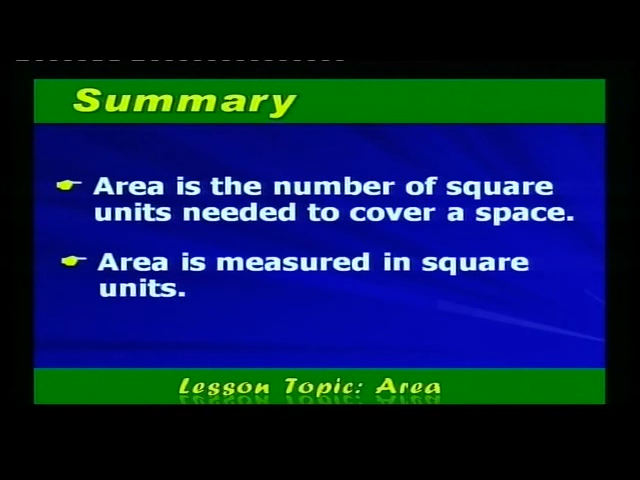 Summary
Area is the number of square
units needed to cover a space.
Area is measured in square
units.
Lesson Topic: Area